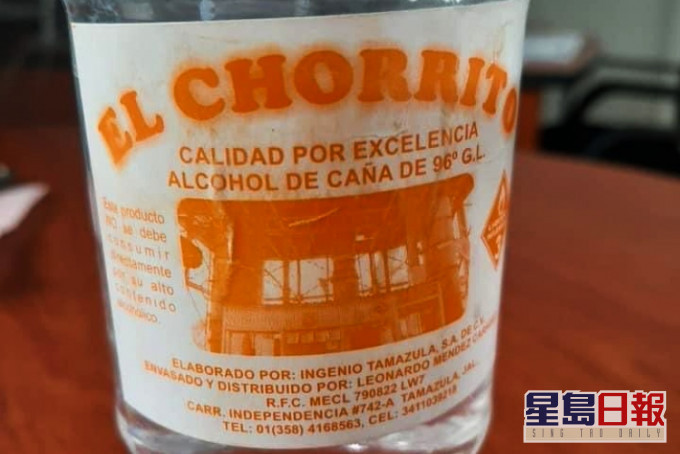 EL CHORRITO
CALIDAD POR EXCELENCIA
ALCOHOL DE CAÑA DE 96º G.L.
Este producto
NO se debe
consumir
directamente
por su alto
contenido
alcohólico.
ELABORADO POR: INGENIO TAMAZULA, S.A. DE C.V.
ENVASADO Y DISTRIBUIDO POR: LEONARDO MENDEZ
R.F.C. MECL 790822 LW7
CARR. INDEPENDENCIA #742-A TAMAZULA, JAL.
TEL: 01(358) 4168563, CEL: 3411039218
星島日報
SING TAO DAILY